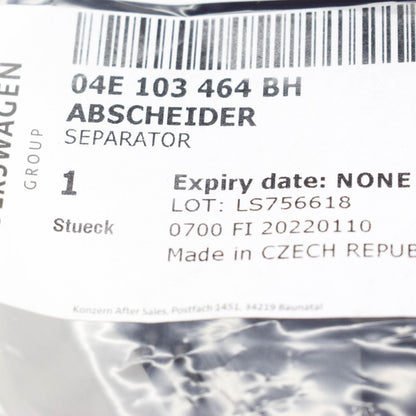 04E 103 464 BH
ABSCHEIDER
SEPARATOR
GROUP
1
Stueck
Expiry date: NONE
LOT: LS756618
0700 FI 20220110
Made in CZECH REPUB
Konzern After Sales, Postfach 1451, 34219 Baunatal